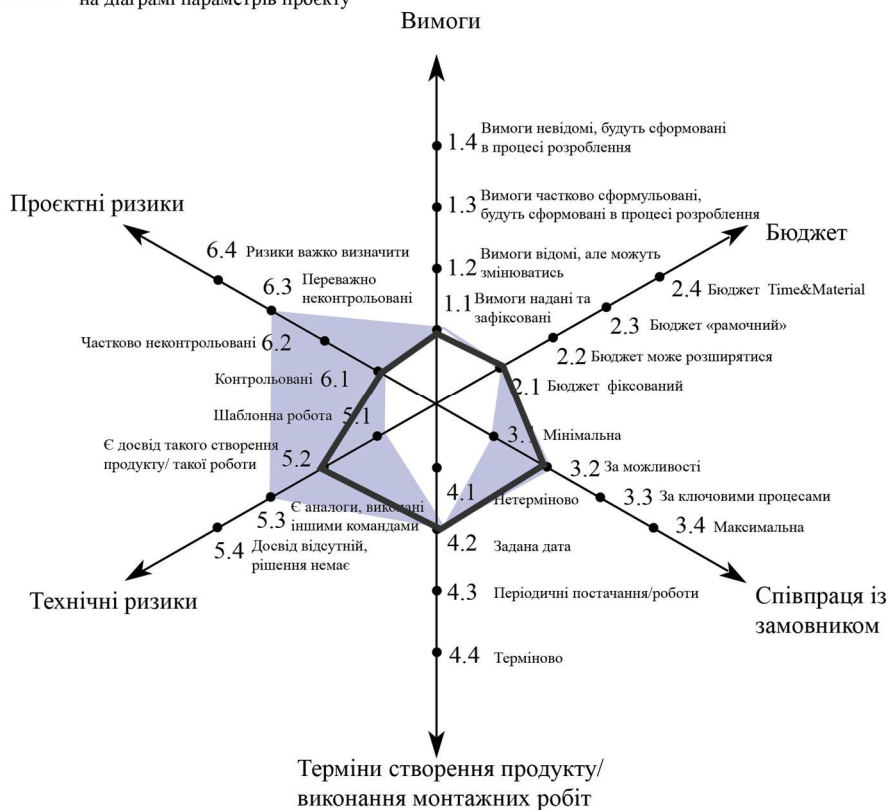 на діаграмі параметрів проєкту
Вимоги
1.4 Вимоги невідомі, будуть сформовані
в процесі розроблення
Проєктні ризики
1.3 Вимоги частково сформульовані,
будуть сформовані в процесі розроблення
Бюджет
6.4 Ризики важко визначити
1.2 Вимоги відомі, але можуть
змінюватись
6.3 Переважно
неконтрольовані
2.4 Бюджет Time&Material
1.1 Вимоги надані та
зафіксовані
2.3 Бюджет «рамочний»
Частково неконтрольовані 6.2
2.2 Бюджет може розширятися
Контрольовані 6.1
2.1 Бюджет фіксований
Шаблонна робота 5.1
3.1 Мінімальна
Є досвід такого створення
продукту/ такої роботи 5.2
3.2 За можливості
4.1 Нетерміново
3.3 За ключовими процесами
5.3 Є аналоги, виконані
іншими командами
3.4 Максимальна
4.2 Задана дата
5.4 Досвід відсутній,
рішення немає
4.3 Періодичні постачання/роботи
Технічні ризики
Співпраця із
замовником
4.4 Терміново
Терміни створення продукту/
виконання монтажних робіт